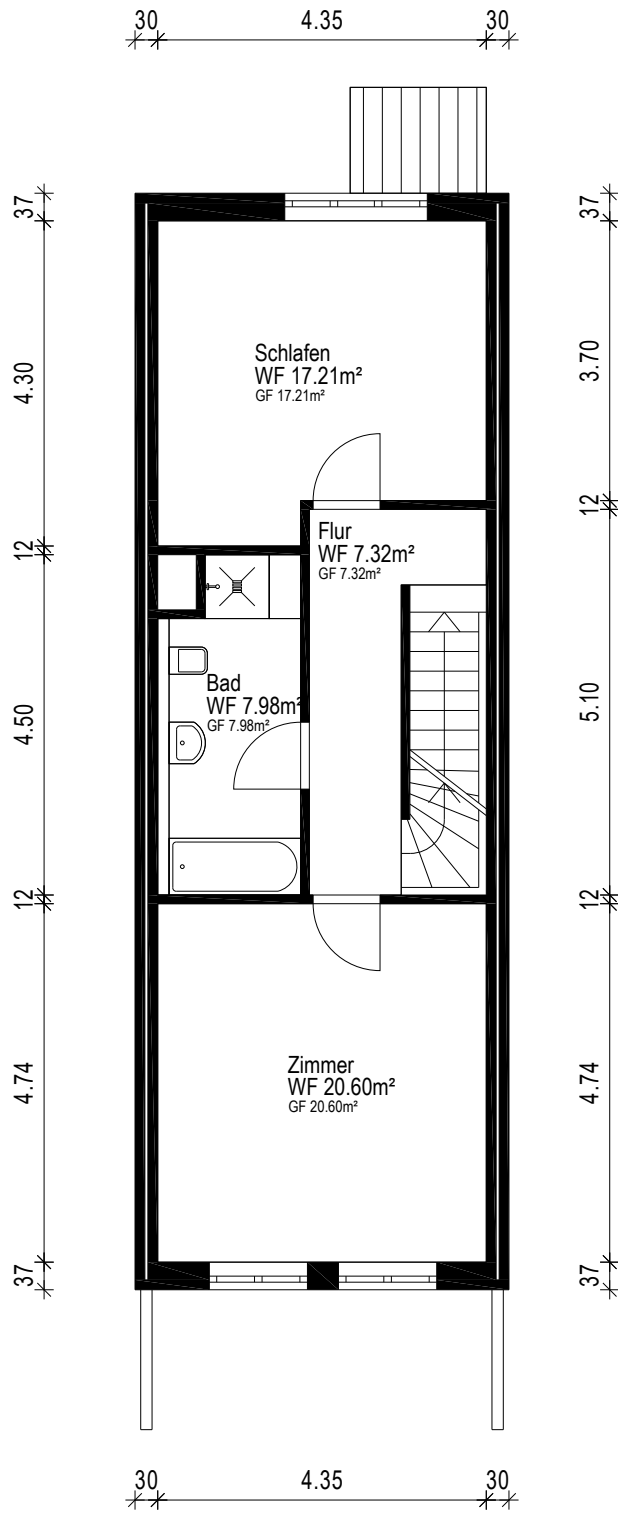 30 4.35 30
37 37
4.30 3.70
Schlafen
WF 17.21m²
GF 17.21m²
12 12
Flur
WF 7.32m²
GF 7.32m²
Bad
WF 7.98m²
GF 7.98m²
4.50 5.10
12 12
Zimmer
WF 20.60m²
GF 20.60m²
4.74 4.74
37 37
30 4.35 30